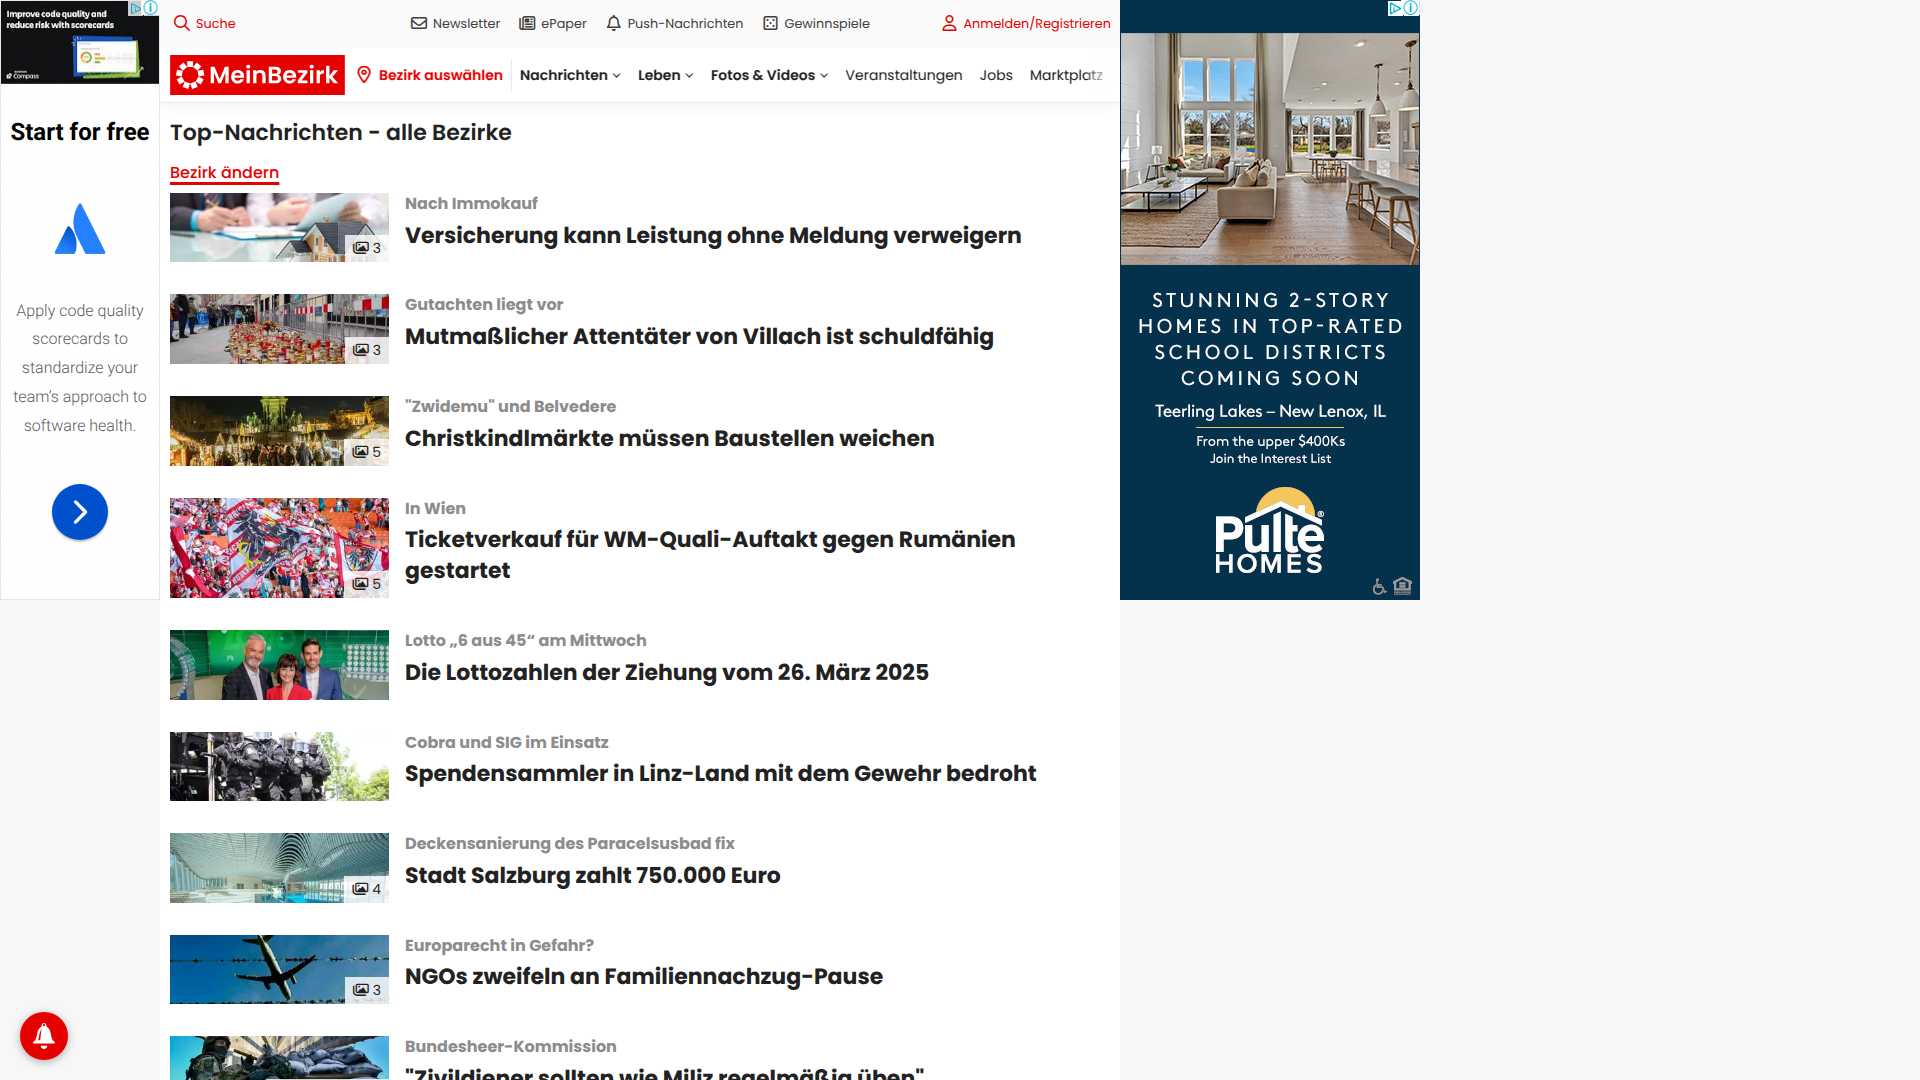 Improve code quality and
reduce risk with scorecards
Compass
Start for free
Apply code quality
scorecards to
standardize your
team's approach to
software health.
Suche
Newsletter
ePaper
Push-Nachrichten
Gewinnspiele
Anmelden/Registrieren
MeinBezirk
Bezirk auswählen
Nachrichten
Leben
Fotos & Videos
Veranstaltungen
Jobs
Marktplatz
Top-Nachrichten - alle Bezirke
Bezirk ändern
3
Nach Immokauf
Versicherung kann Leistung ohne Meldung verweigern
3
Gutachten liegt vor
Mutmaßlicher Attentäter von Villach ist schuldfähig
5
"Zwidemu" und Belvedere
Christkindlmärkte müssen Baustellen weichen
5
In Wien
Ticketverkauf für WM-Quali-Auftakt gegen Rumänien
gestartet
Lotto „6 aus 45“ am Mittwoch
Die Lottozahlen der Ziehung vom 26. März 2025
Cobra und SIG im Einsatz
Spendensammler in Linz-Land mit dem Gewehr bedroht
4
Deckensanierung des Paracelsusbad fix
Stadt Salzburg zahlt 750.000 Euro
3
Europarecht in Gefahr?
NGOs zweifeln an Familiennachzug-Pause
Bundesheer-Kommission
"Zivildiener sollten wie Miliz regelmäßig üben"
STUNNING 2-STORY
HOMES IN TOP-RATED
SCHOOL DISTRICTS
COMING SOON
Teerling Lakes – New Lenox, IL
From the upper $400Ks
Join the Interest List
Pulte®
HOMES